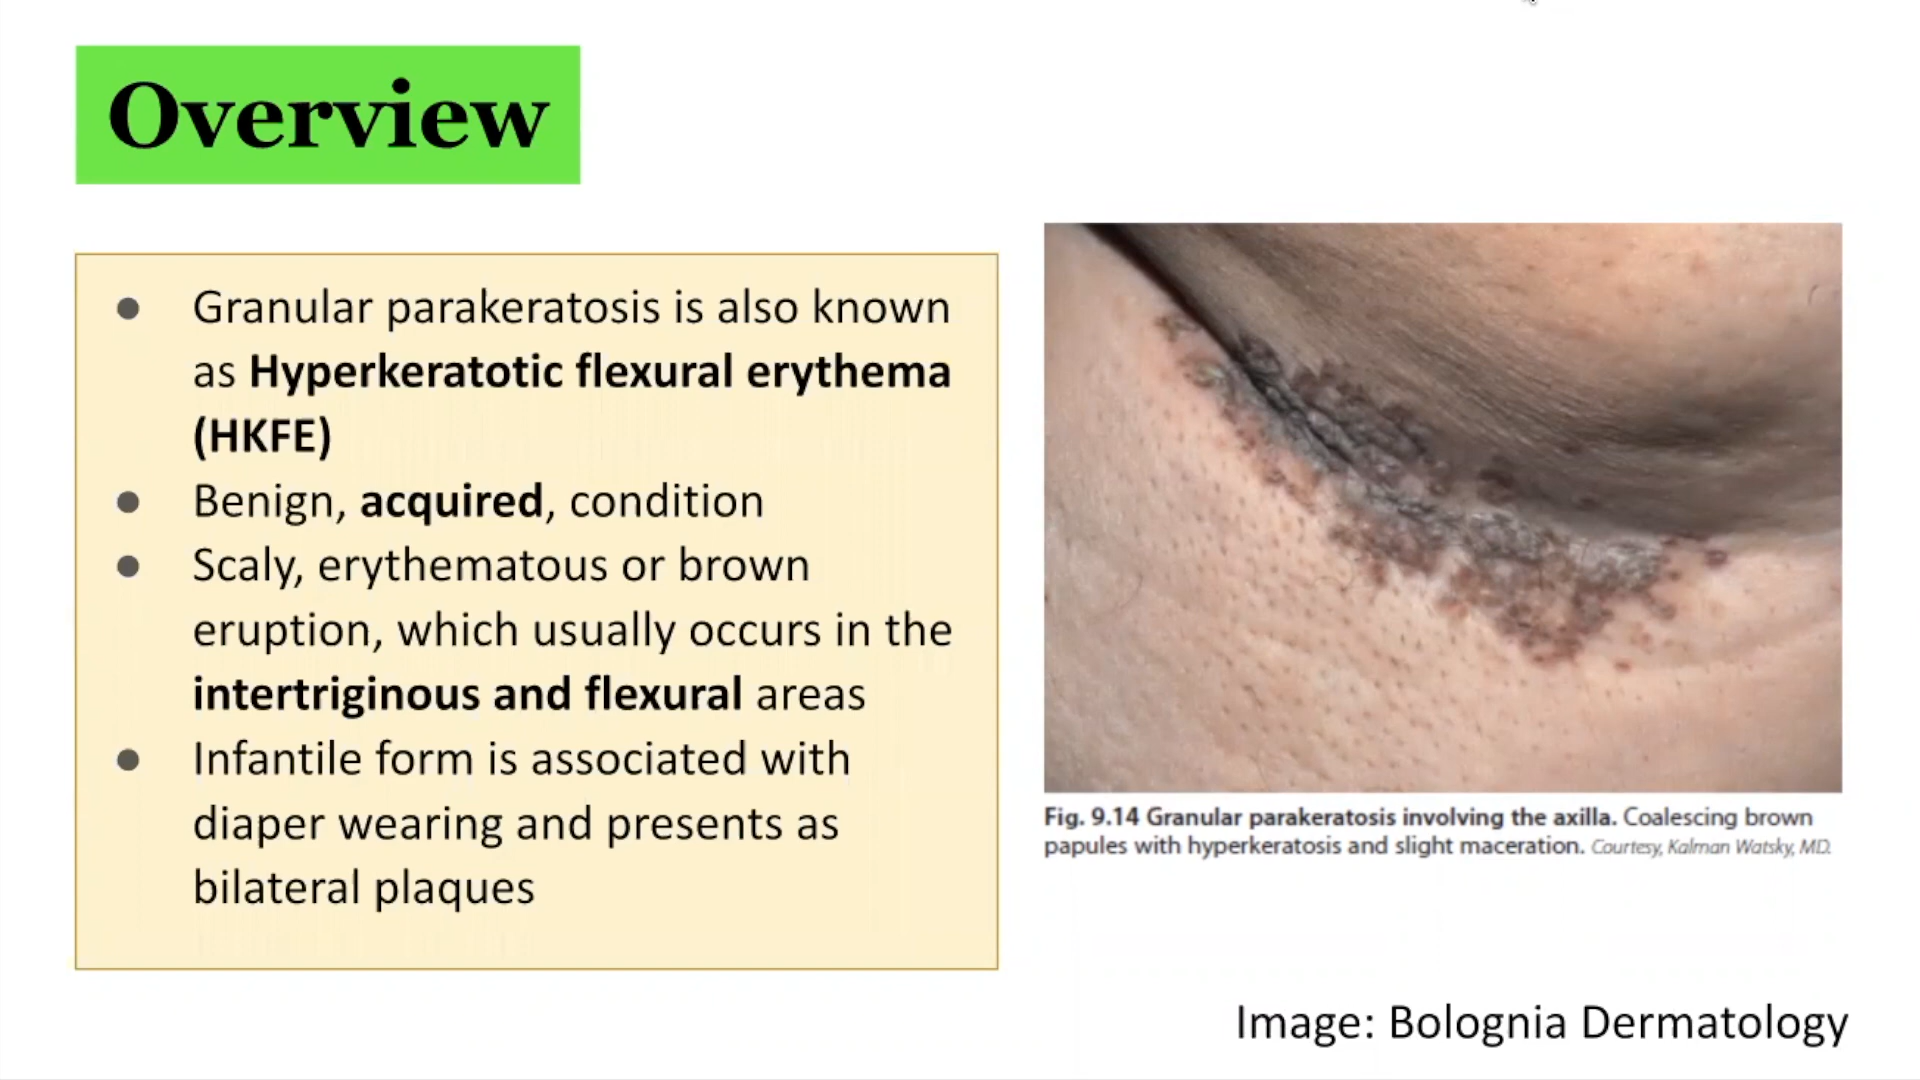 Overview
● Granular parakeratosis is also known
as Hyperkeratotic flexural erythema
(HKFE)
● Benign, acquired, condition
● Scaly, erythematous or brown
eruption, which usually occurs in the
intertriginous and flexural areas
● Infantile form is associated with
diaper wearing and presents as
bilateral plaques
Fig. 9.14 Granular parakeratosis involving the axilla. Coalescing brown
papules with hyperkeratosis and slight maceration. Courtesy, Kalman Watsky, MD.
Image: Bolognia Dermatology